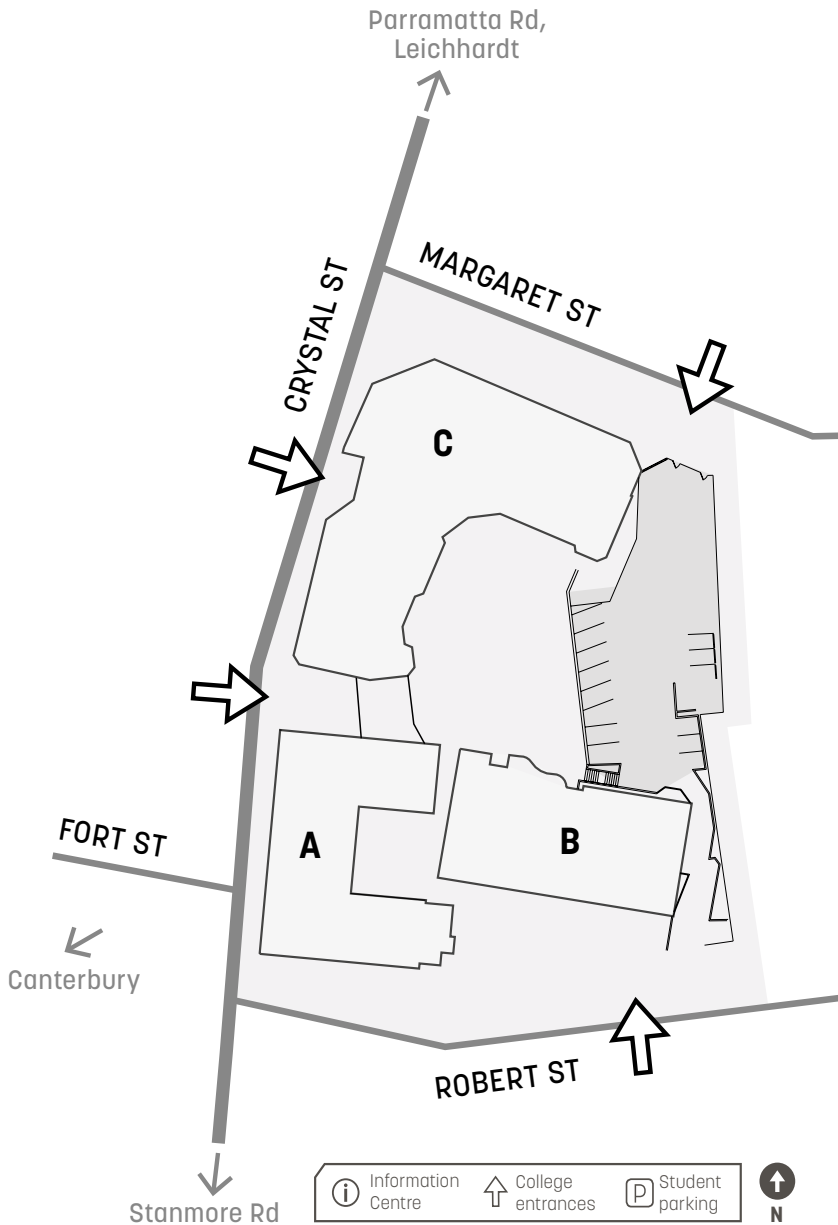 Parramatta Rd,
Leichhardt
CRYSTAL ST
MARGARET ST
C
FORT ST
A
B
Canterbury
ROBERT ST
Stanmore Rd
i Information
Centre
College
entrances
P Student
parking
N